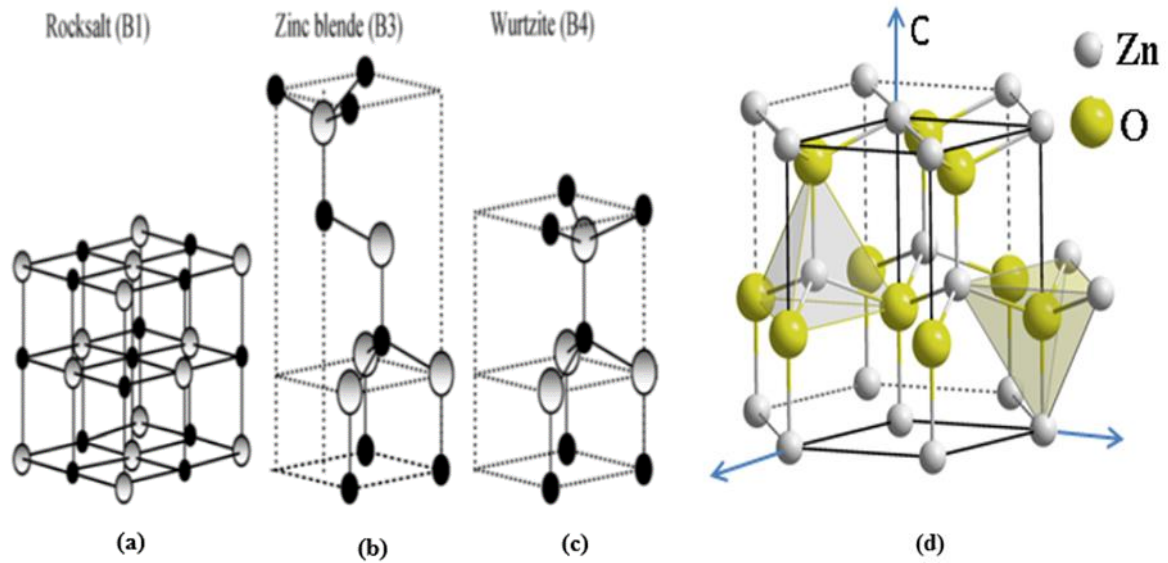 Rocksalt (B1)
Zinc blende (B3)
Wurtzite (B4)
C
Zn
O
(a)
(b)
(c)
(d)